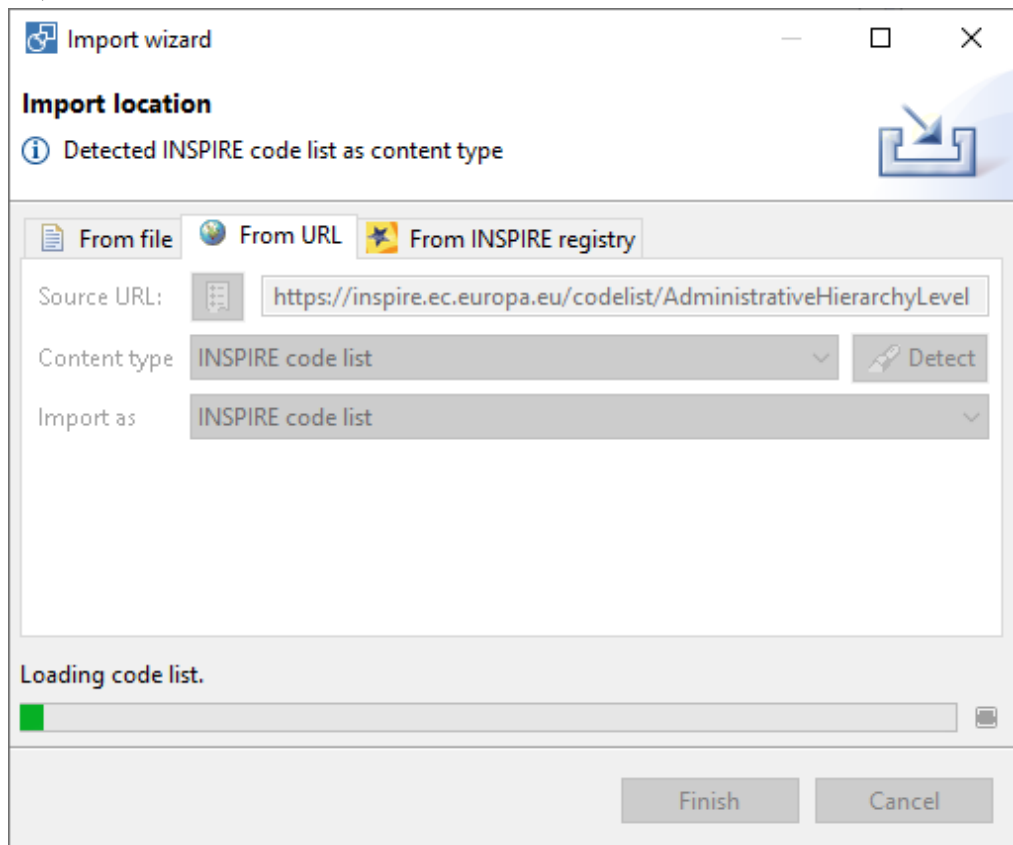 Import wizard
Import location
Detected INSPIRE code list as content type
From file From URL From INSPIRE registry
Source URL: https://inspire.ec.europa.eu/codelist/AdministrativeHierarchyLevel
Content type INSPIRE code list Detect
Import as INSPIRE code list
Loading code list.
Finish Cancel